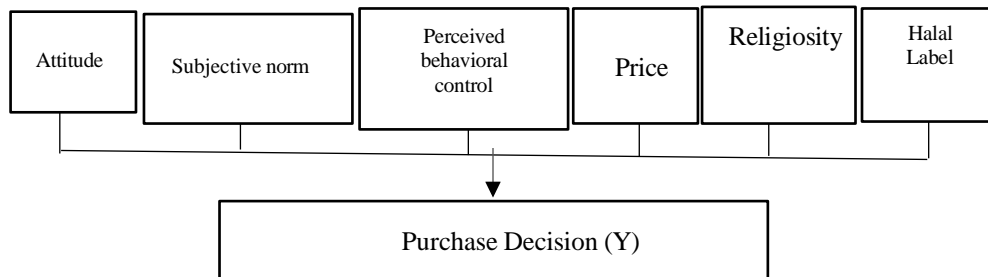 Attitude
Subjective norm
Perceived
behavioral
control
Price
Religiosity
Halal
Label
Purchase Decision (Y)